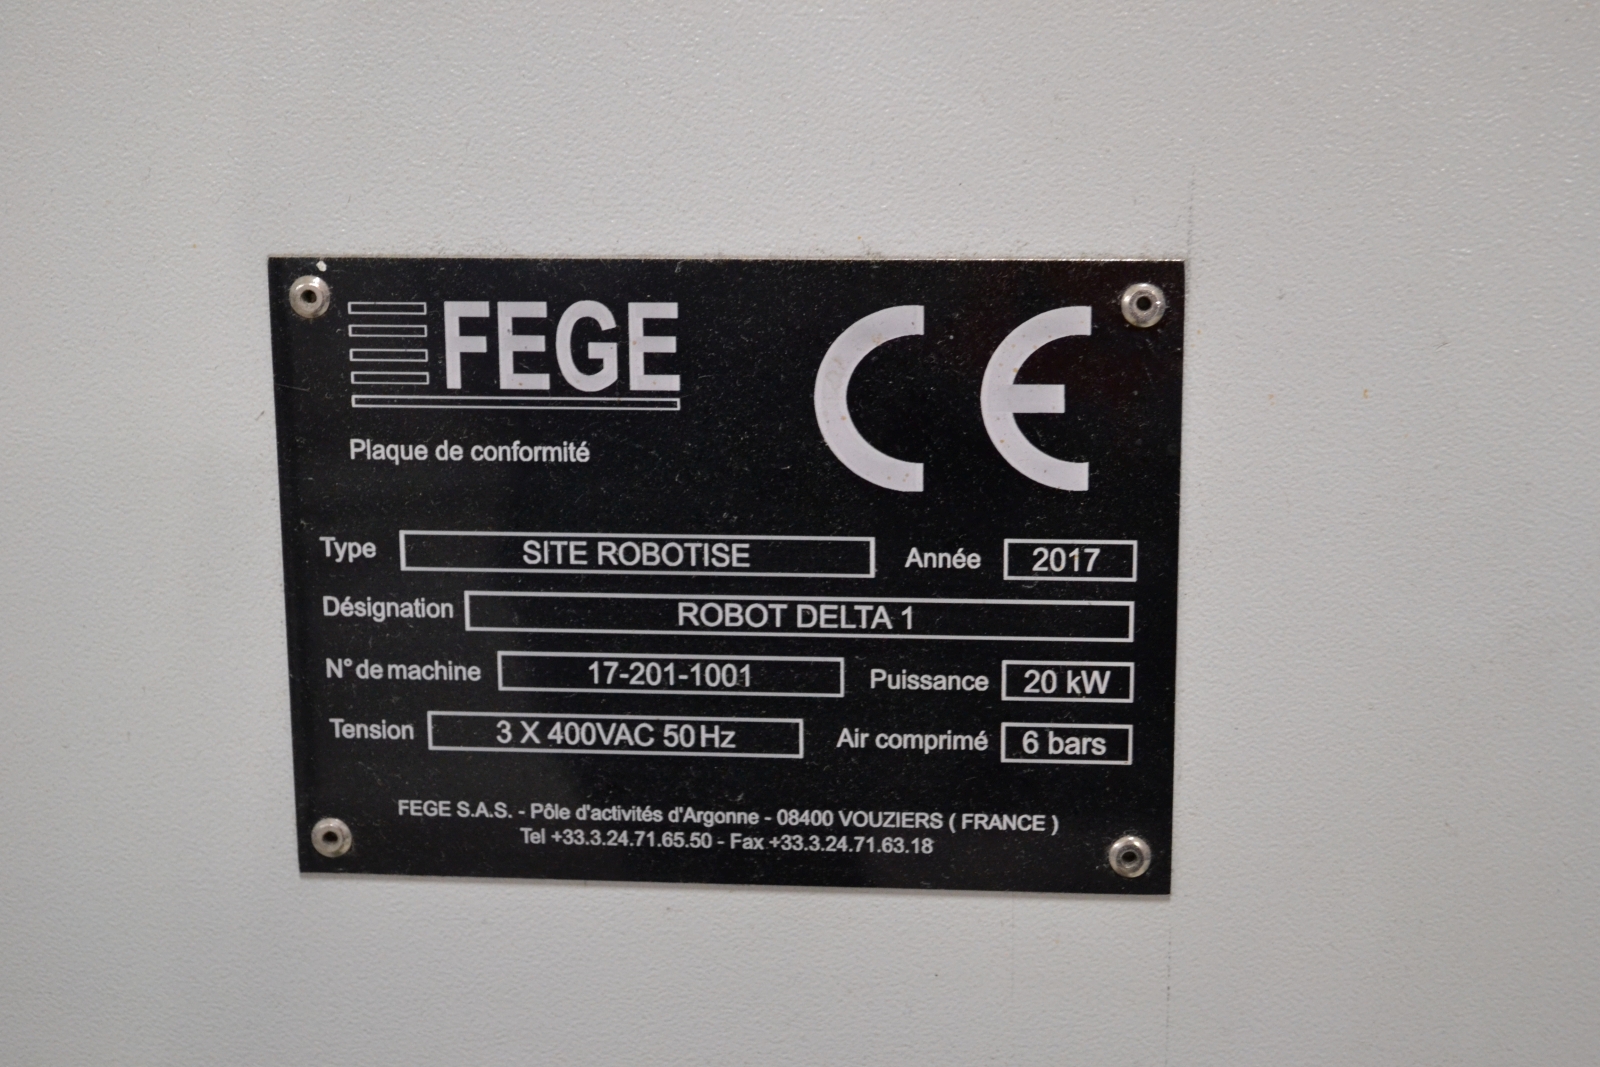 FEGE
CE
Plaque de conformité
Type SITE ROBOTISE Année 2017
Désignation ROBOT DELTA 1
N° de machine 17-201-1001 Puissance 20 kW
Tension 3 X 400VAC 50 Hz Air comprimé 6 bars
FEGE S.A.S. - Pôle d'activités d'Argonne - 08400 VOUZIERS ( FRANCE )
Tel +33.3.24.71.65.50 - Fax +33.3.24.71.63.18